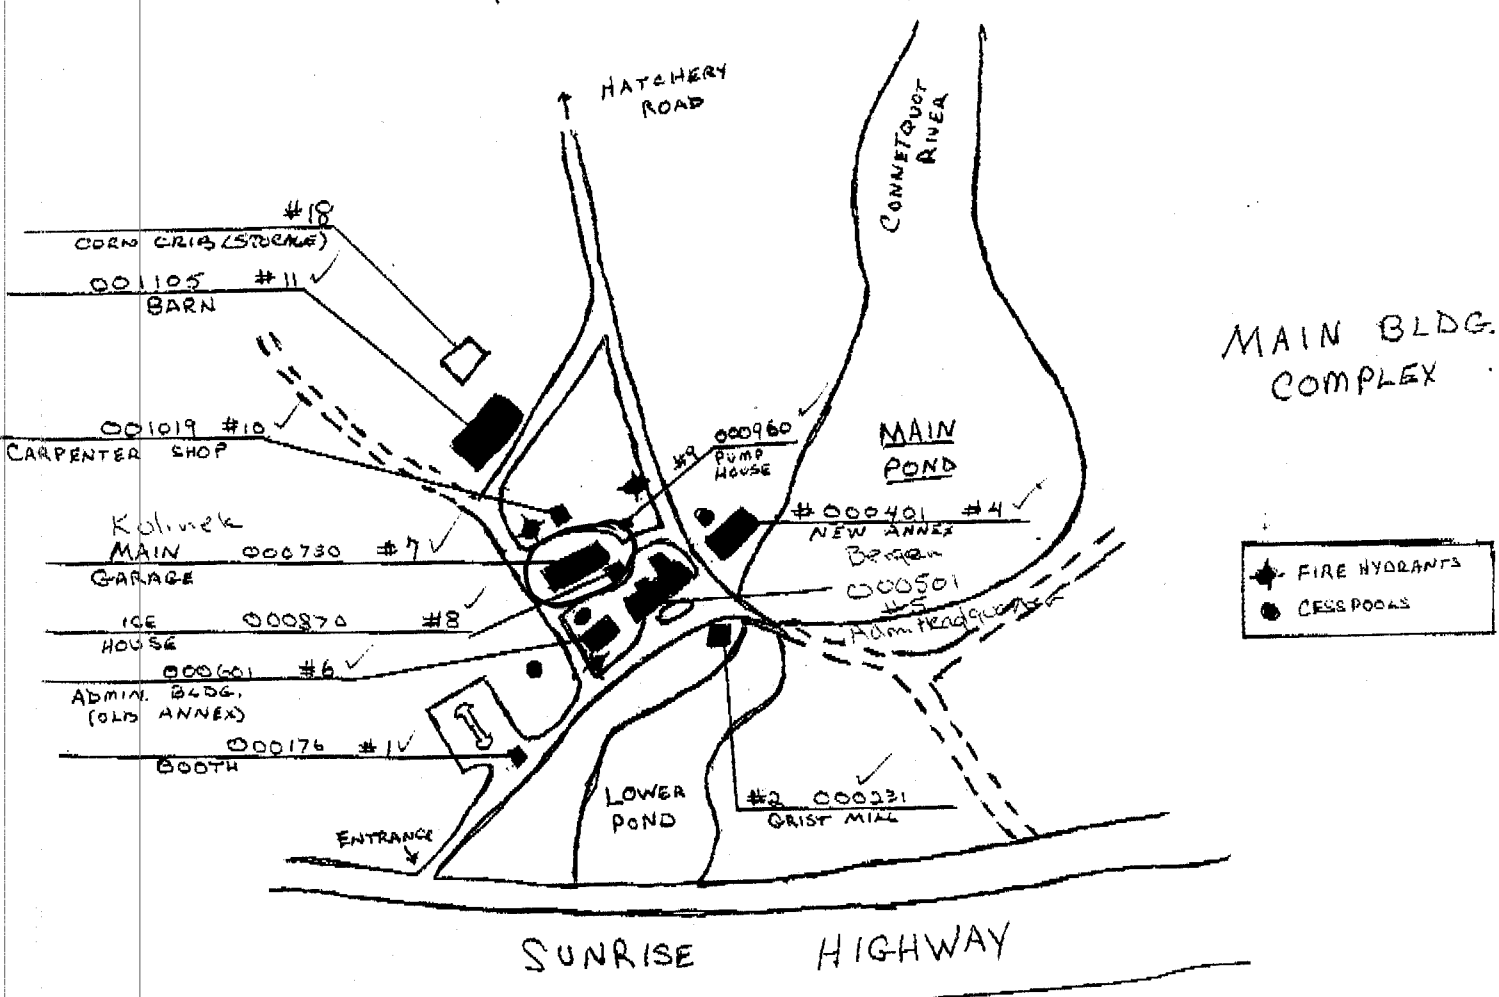 HATCHERY
ROAD
CONNETQUOT
RIVER
#18
CORN CRIB (STORAGE)
001105 #11
BARN
MAIN BLDG.
COMPLEX
001019 #10
CARPENTER SHOP
000960
#9 PUMP
HOUSE
MAIN
POND
#000401 #4
NEW ANNEX
Bergen
MAIN 000730 #7
GARAGE
000501
#5
Adm. Headquarter
FIRE HYDRANTS
CESSPOOLS
ICE 000870 #8
HOUSE
000601 #6
ADMIN. BLDG.
(OLD ANNEX)
000176 #1
BOOTH
LOWER
POND
#2 000231
GRIST MILL
ENTRANCE
SUNRISE HIGHWAY